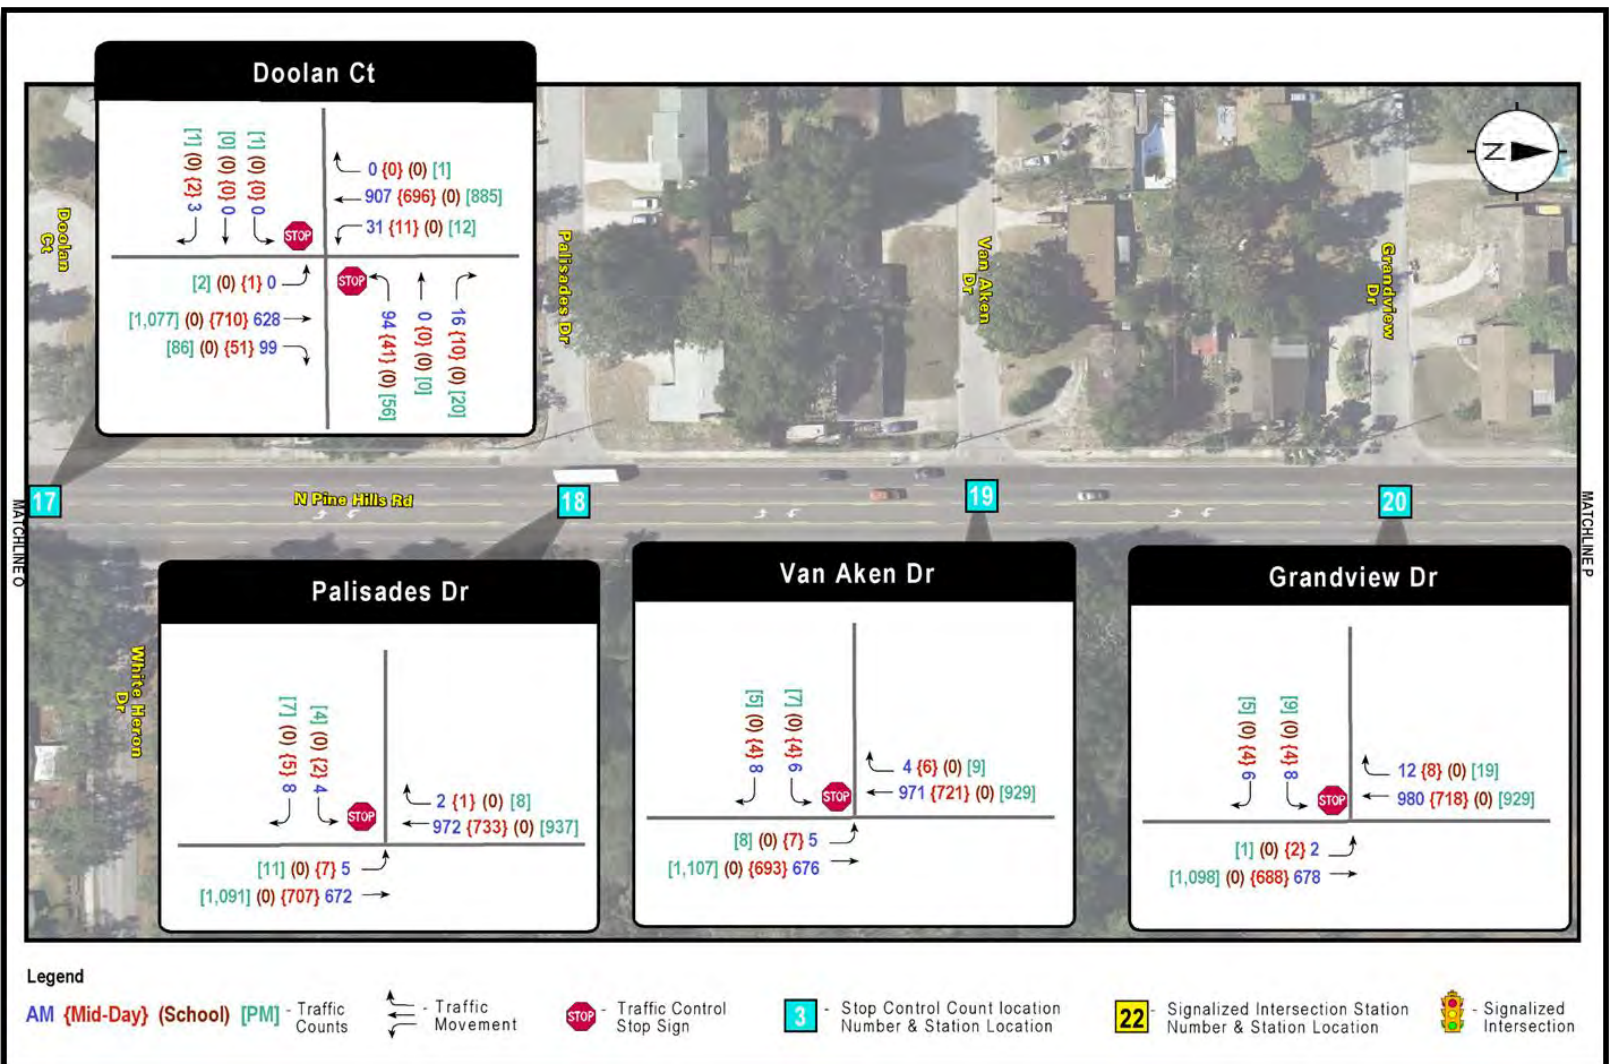 Doolan Ct
[1] (0) {2} 3
[0] (0) {0} 0
[1] (0) {0} 0
STOP
0 {0} (0) [1]
907 {696} (0) [885]
31 {11} (0) [12]
[2] (0) {1} 0
[1,077] (0) {710} 628
[86] (0) {51} 99
STOP
94 {41} (0) [56]
0 {0} (0) [0]
16 {10} (0) [20]
N
Doolan
Ct
Palisades Dr
Van Aken
Dr
Grandview
Dr
MATCHLINE O
17
N Pine Hills Rd
18
19
20
MATCHLINE P
White Heron
Dr
Palisades Dr
[7] (0) {5} 8
[4] (0) {2} 4
STOP
2 {1} (0) [8]
972 {733} (0) [937]
[11] (0) {7} 5
[1,091] (0) {707} 672
Van Aken Dr
[5] (0) {4} 8
[7] (0) {4} 6
STOP
4 {6} (0) [9]
971 {721} (0) [929]
[8] (0) {7} 5
[1,107] (0) {693} 676
Grandview Dr
[5] (0) {4} 6
[9] (0) {4} 8
STOP
12 {8} (0) [19]
980 {718} (0) [929]
[1] (0) {2} 2
[1,098] (0) {688} 678
Legend
AM {Mid-Day} (School) [PM] - Traffic
Counts
- Traffic
Movement
STOP - Traffic Control
Stop Sign
3 - Stop Control Count location
Number & Station Location
22 - Signalized Intersection Station
Number & Station Location
- Signalized
Intersection